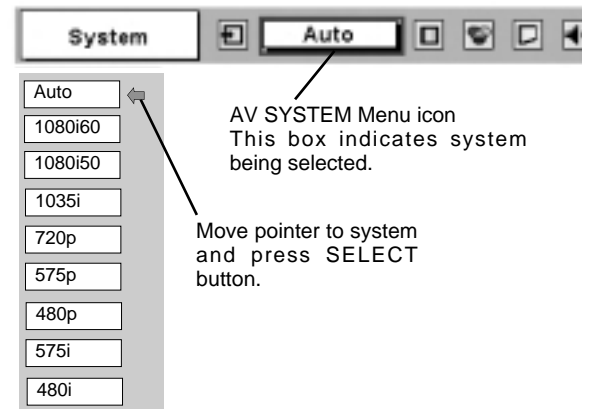 System
Auto
Auto
1080i60
1080i50
1035i
720p
575p
480p
575i
480i
AV SYSTEM Menu icon
This box indicates system
being selected.
Move pointer to system
and press SELECT
button.